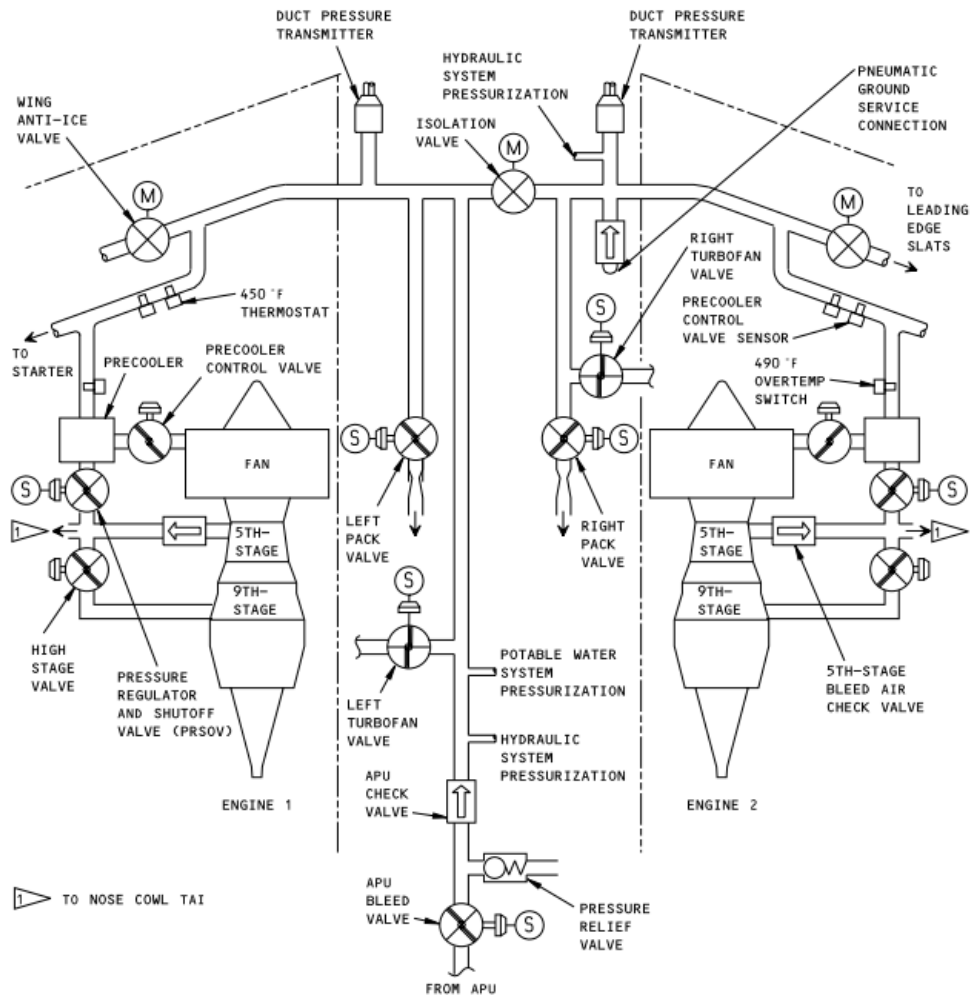 DUCT PRESSURE
TRANSMITTER
DUCT PRESSURE
TRANSMITTER
HYDRAULIC
SYSTEM
PRESSURIZATION
PNEUMATIC
GROUND
SERVICE
CONNECTION
WING
ANTI-ICE
VALVE
ISOLATION
VALVE
M
M
M
TO
LEADING
EDGE
SLATS
RIGHT
TURBOFAN
VALVE
450 °F
THERMOSTAT
S
PRECOOLER
CONTROL
VALVE SENSOR
TO
STARTER
PRECOOLER
PRECOOLER
CONTROL VALVE
490 °F
OVERTEMP
SWITCH
S
S
FAN
FAN
S
S
1
5TH-
STAGE
LEFT
PACK
VALVE
RIGHT
PACK
VALVE
5TH-
STAGE
1
9TH-
STAGE
S
9TH-
STAGE
HIGH
STAGE
VALVE
PRESSURE
REGULATOR
AND SHUTOFF
VALVE (PRSOV)
LEFT
TURBOFAN
VALVE
POTABLE WATER
SYSTEM
PRESSURIZATION
5TH-STAGE
BLEED AIR
CHECK VALVE
HYDRAULIC
SYSTEM
PRESSURIZATION
APU
CHECK
VALVE
ENGINE 1
ENGINE 2
1 TO NOSE COWL TAI
APU
BLEED
VALVE
S
PRESSURE
RELIEF
VALVE
FROM APU